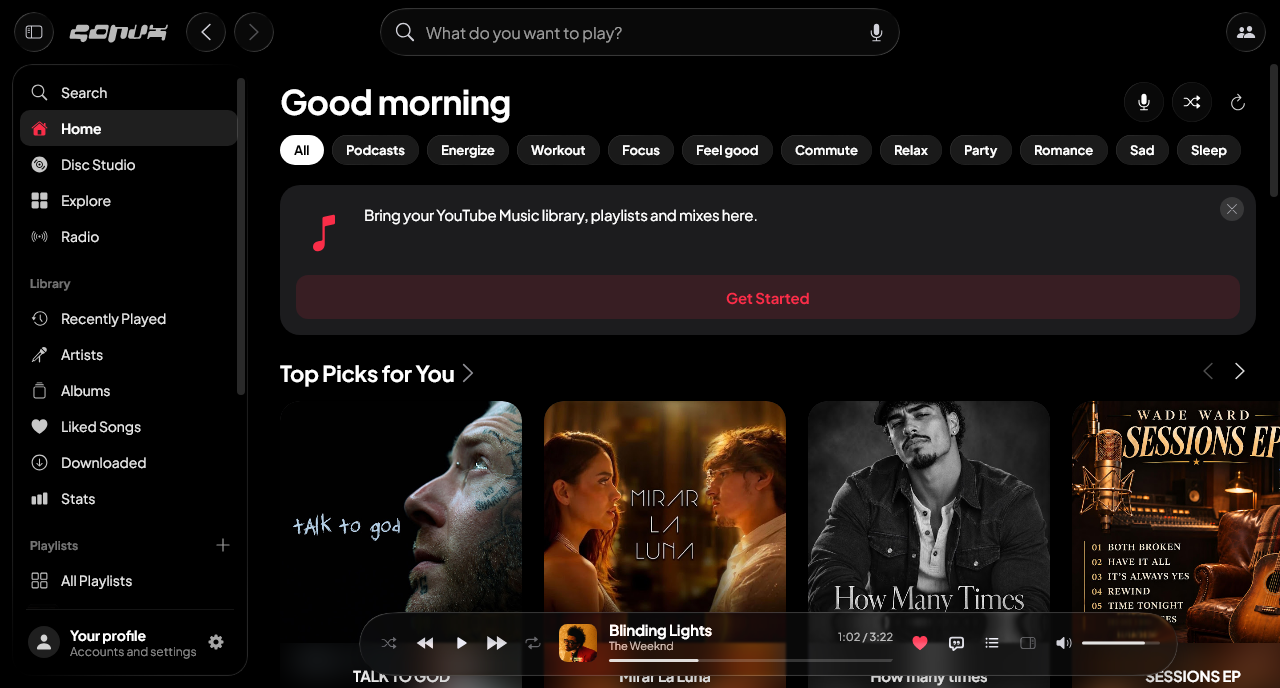 SONUX
What do you want to play?
Search
Home
Disc Studio
Explore
Radio
Library
Recently Played
Artists
Albums
Liked Songs
Downloaded
Stats
Playlists
All Playlists
Your profile
Accounts and settings
Good morning
All Podcasts Energize Workout Focus Feel good Commute Relax Party Romance Sad Sleep
Bring your YouTube Music library, playlists and mixes here.
Get Started
Top Picks for You
talk to god
MIRAR
LA
LUNA
How Many Times
WADE WARD
SESSIONS EP
01 BOTH BROKEN
02 HAVE IT ALL
03 IT'S ALWAYS YES
04 REWIND
05 TIME TONIGHT
TALK TO GOD
Mirar La Luna
How many times
SESSIONS EP
Blinding Lights
The Weeknd
1:02 / 3:22